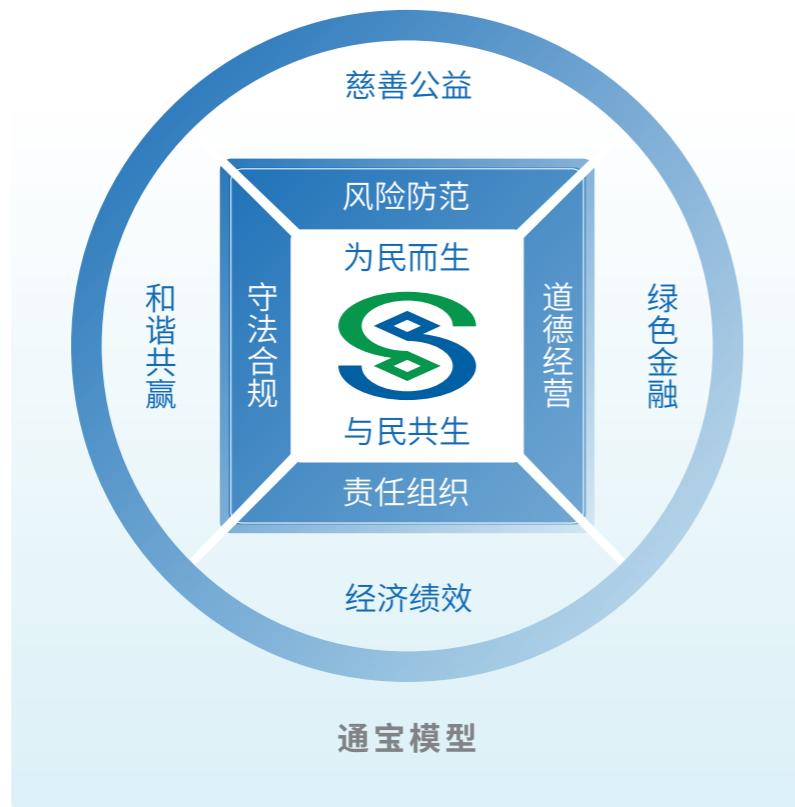 慈善公益
风险防范
为民而生
和谐共赢
守法合规
道德经营
绿色金融
与民共生
责任组织
经济绩效
通宝模型